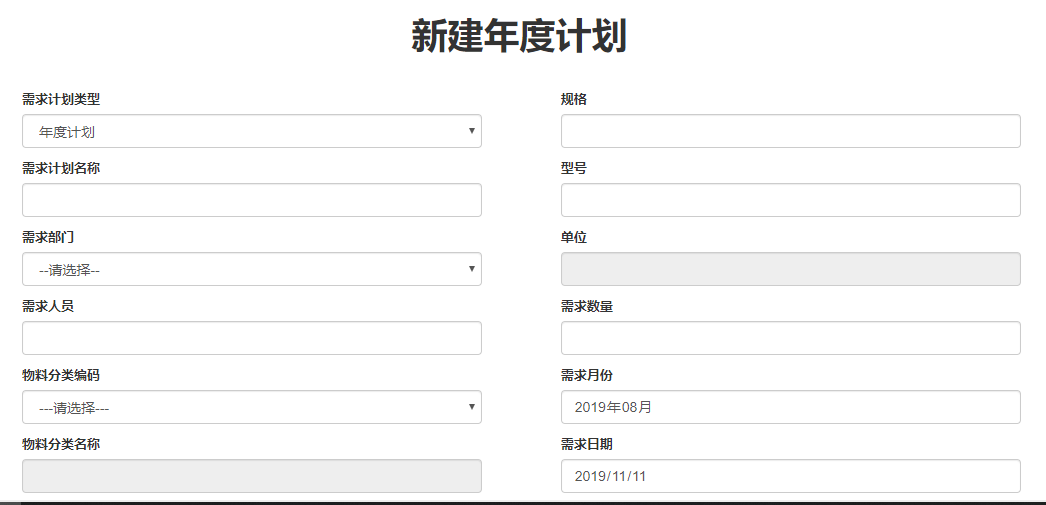 新建年度计划
需求计划类型
年度计划
需求计划名称
需求部门
--请选择--
需求人员
物料分类编码
---请选择---
物料分类名称
规格
型号
单位
需求数量
需求月份
2019年08月
需求日期
2019/11/11